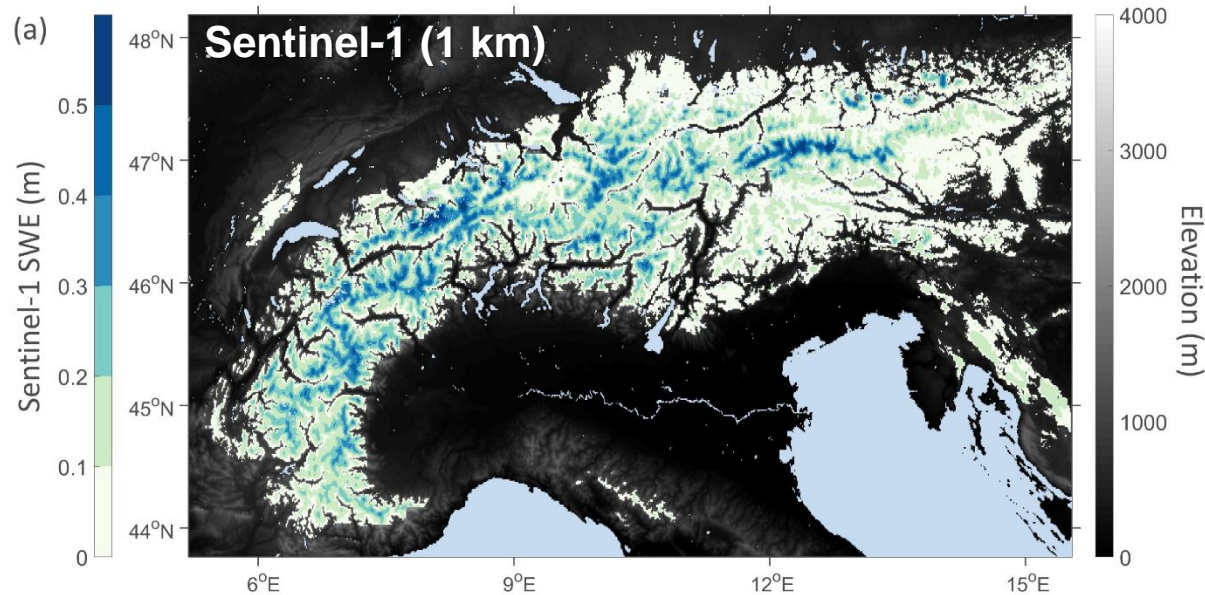 (a)
Sentinel-1 (1 km)
Sentinel-1 SWE (m)
0.5
0.4
0.3
0.2
0.1
0
48°N
47°N
46°N
45°N
44°N
6°E
9°E
12°E
15°E
4000
3000
2000
1000
0
Elevation (m)